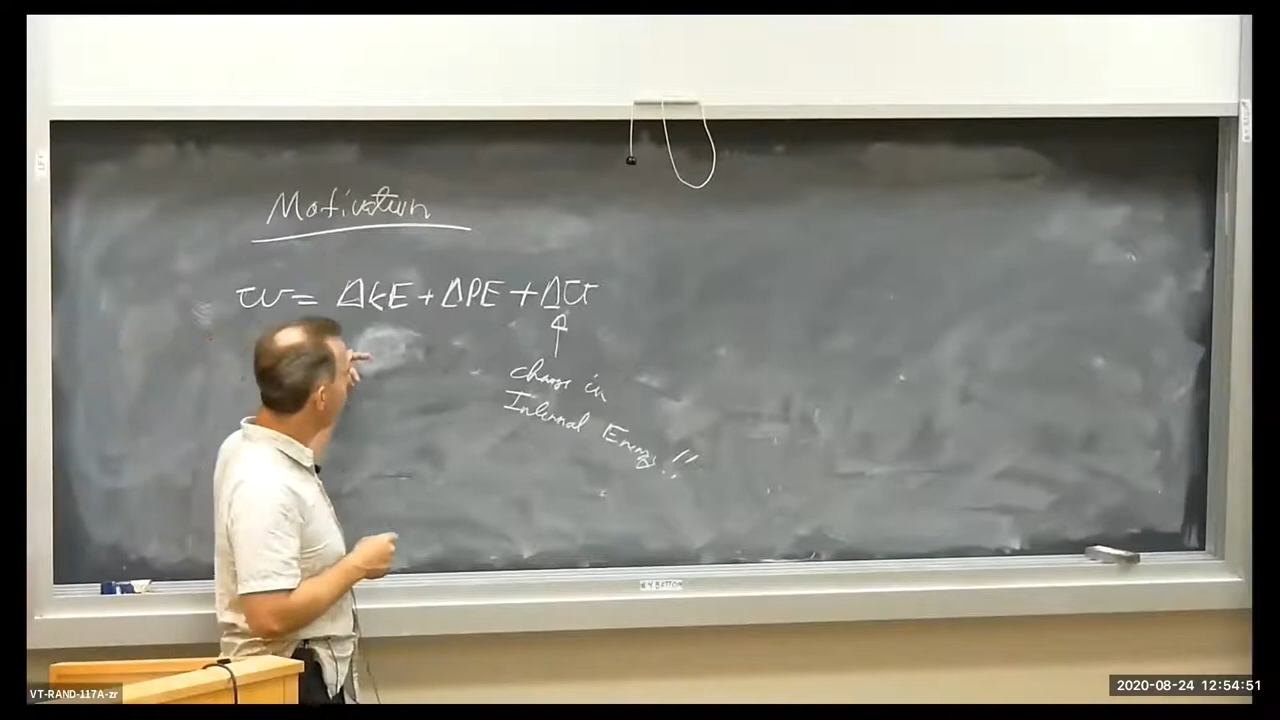 Motivation
W = ΔKE + ΔPE + ΔU
change in
Internal Energy!!
VT-RAND-117A-zr
2020-08-24 12:54:51